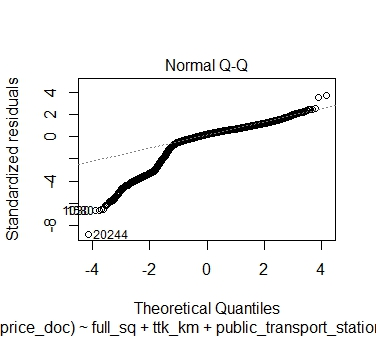 Normal Q-Q
Standardized residuals
4
2
0
-4
-8
20244
-4
-2
0
2
4
Theoretical Quantiles
price_doc) ~ full_sq + ttk_km + public_transport_station